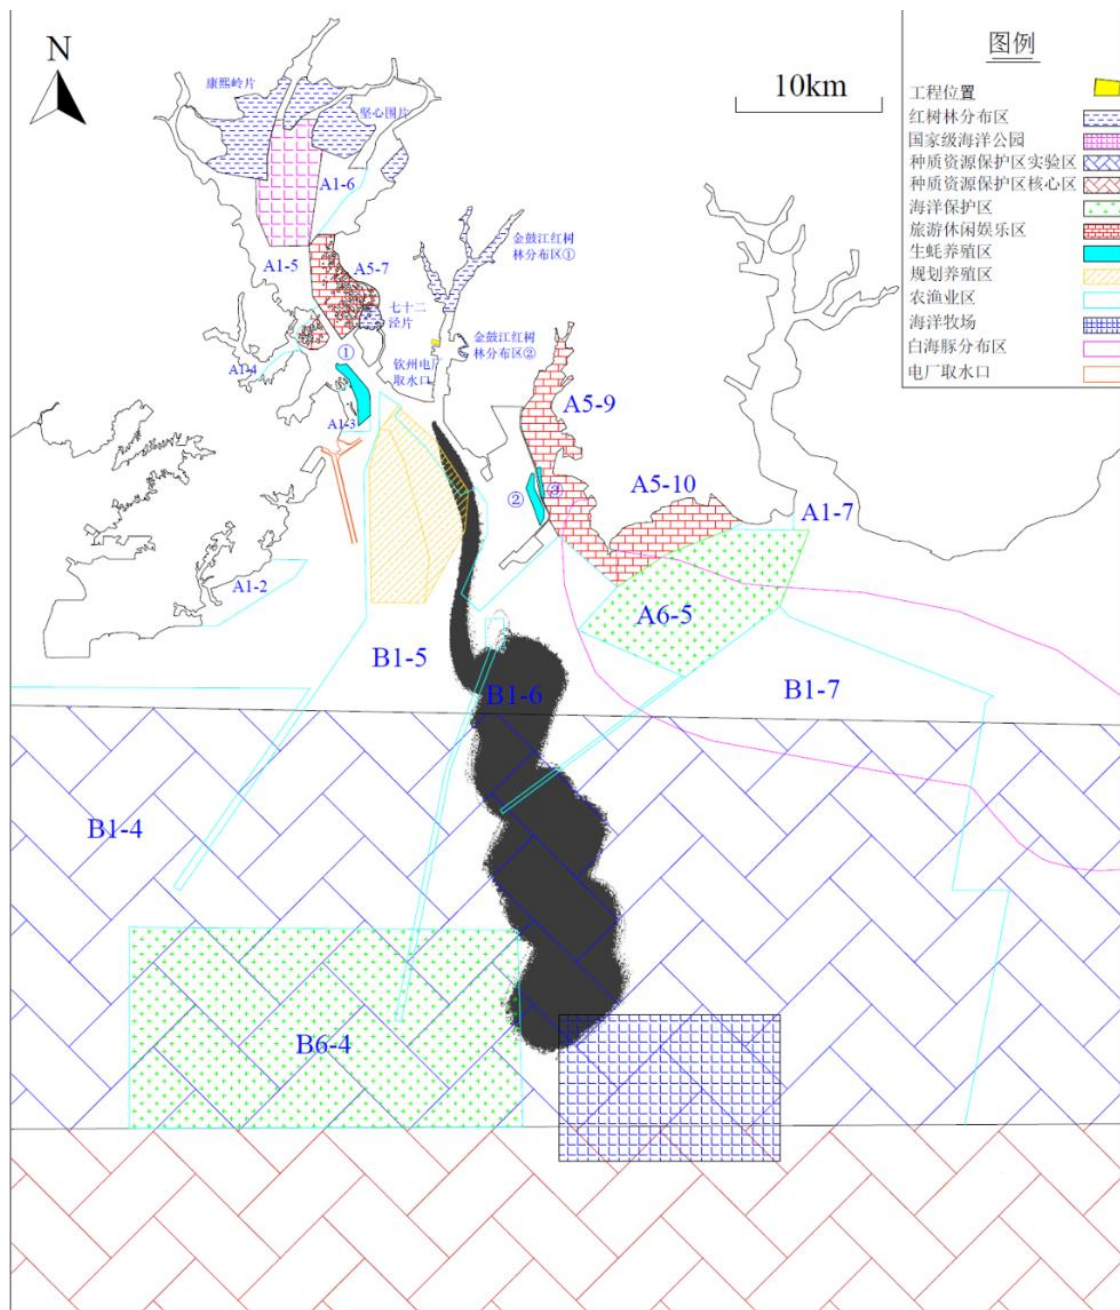 N
10km
图例
工程位置
红树林分布区
国家级海洋公园
种质资源保护区实验区
种质资源保护区核心区
海洋保护区
旅游休闲娱乐区
生蚝养殖区
规划养殖区
农渔业区
海洋牧场
白海豚分布区
电厂取水口
康熙岭片
坚心围片
A1-6
金鼓江红树
林分布区①
A1-5
A5-7
七十二
泾片
金鼓江红树
林分布区②
①
钦州电厂
取水口
A1-4
A1-3
A5-9
②
③
A5-10
A1-7
A1-2
A6-5
B1-5
B1-6
B1-7
B1-4
B6-4